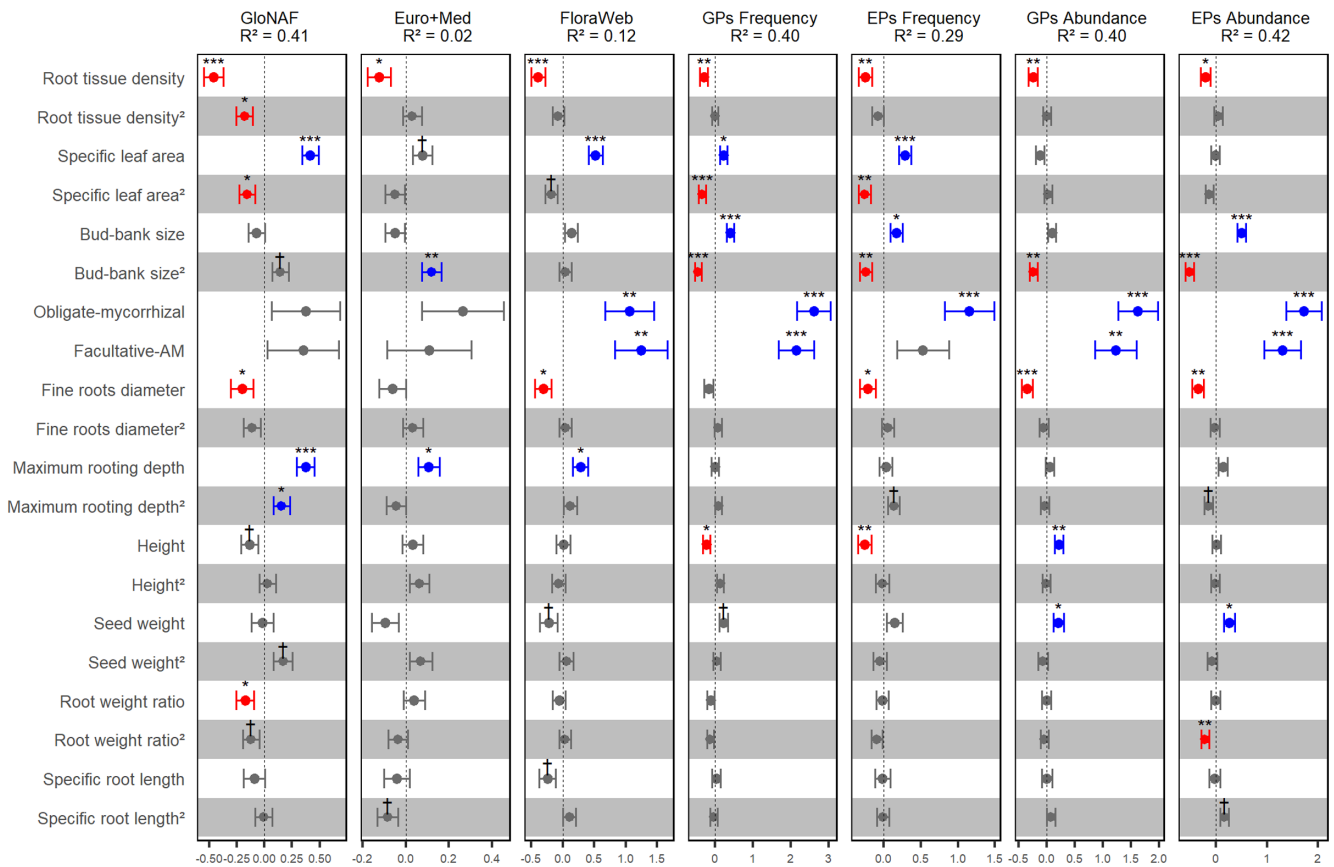 GloNAF Euro+Med FloraWeb GPs Frequency EPs Frequency GPs Abundance EPs Abundance
R² = 0.41 R² = 0.02 R² = 0.12 R² = 0.40 R² = 0.29 R² = 0.40 R² = 0.42
Root tissue density *** * *** ** ** ** *
Root tissue density² *
Specific leaf area *** † *** * ***
Specific leaf area² * † *** **
Bud-bank size *** * ***
Bud-bank size² † ** *** ** ** ***
Obligate-mycorrhizal ** *** *** *** ***
Facultative-AM ** *** ** ***
Fine roots diameter * * * *** **
Fine roots diameter²
Maximum rooting depth *** * *
Maximum rooting depth² * † †
Height † * ** **
Height²
Seed weight † † * *
Seed weight² †
Root weight ratio *
Root weight ratio² † **
Specific root length †
Specific root length² † †
-0.50 -0.25 0.00 0.25 0.50 -0.2 0.0 0.2 0.4 -0.5 0.0 0.5 1.0 1.5 0 1 2 3 0.0 0.5 1.0 1.5 -0.5 0.0 0.5 1.0 1.5 2.0 0 1 2